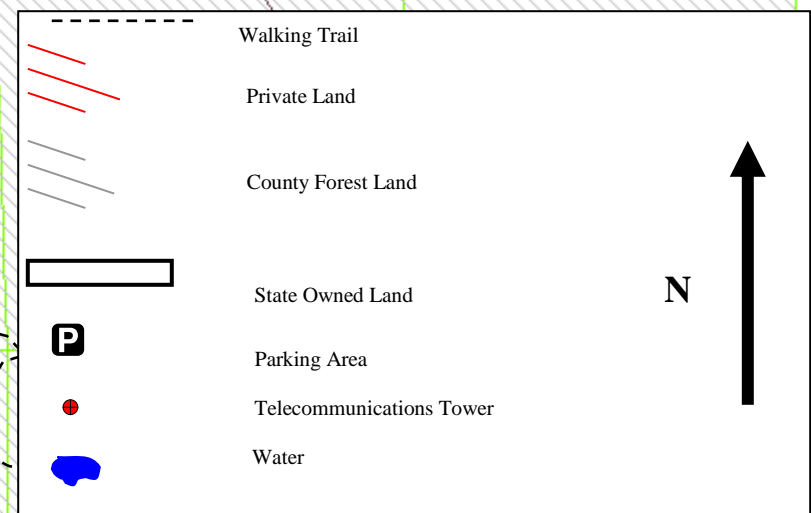 Walking Trail
Private Land
County Forest Land
N
State Owned Land
P
Parking Area
Telecommunications Tower
Water